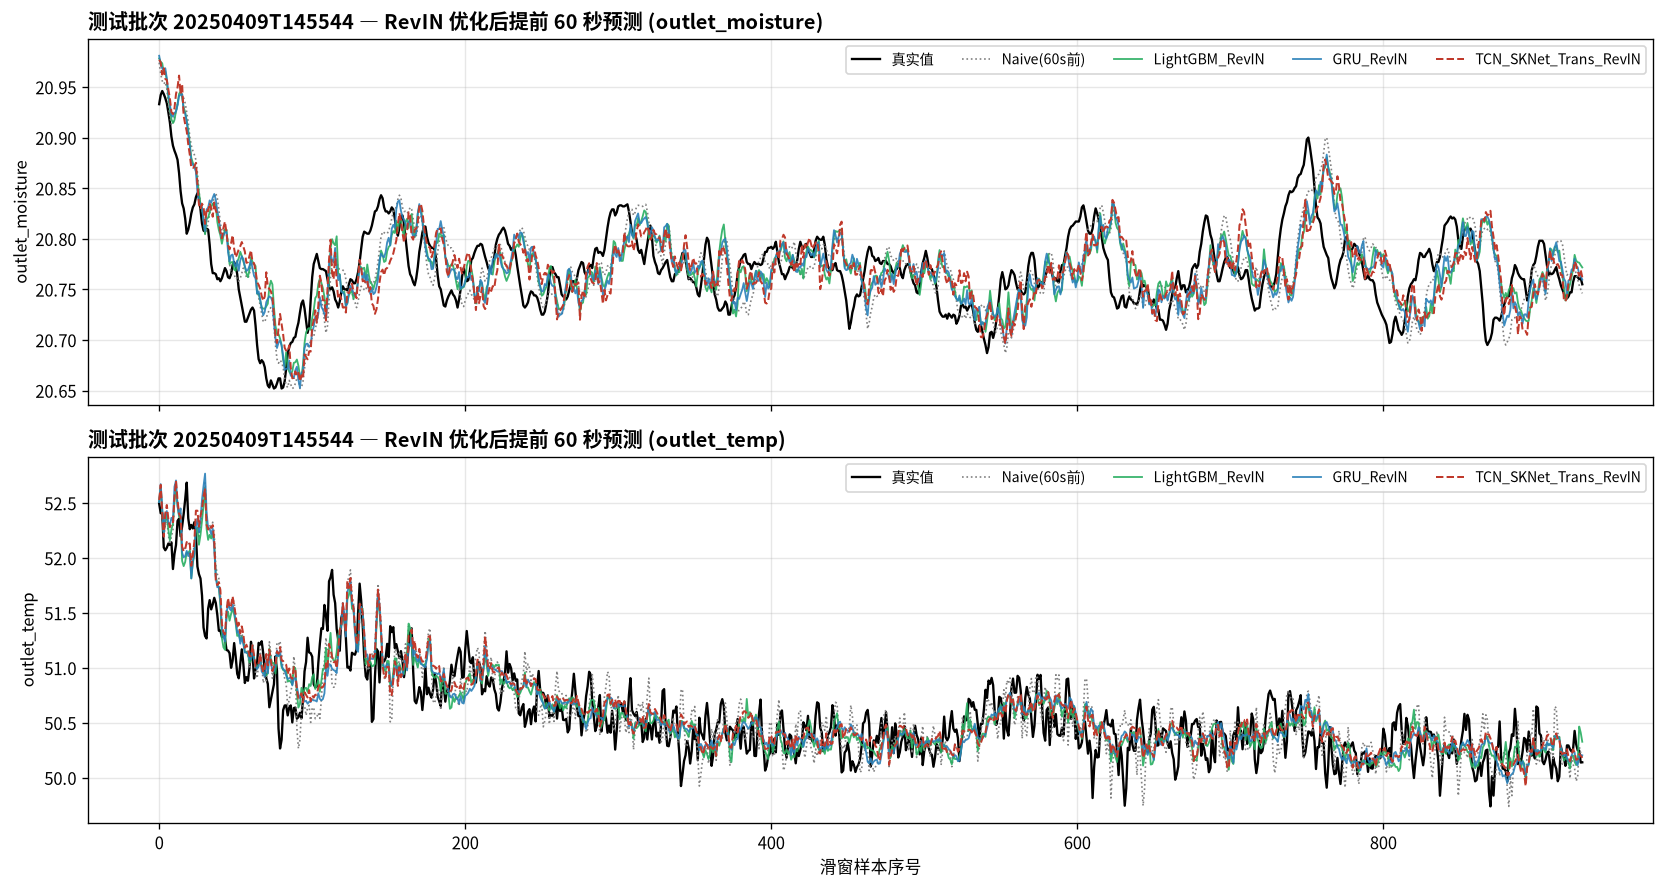 测试批次 20250409T145544 — RevIN 优化后提前 60 秒预测 (outlet_moisture)
真实值 Naive(60s前) LightGBM_RevIN GRU_RevIN TCN_SKNet_Trans_RevIN
20.95
20.90
20.85
20.80
20.75
20.70
20.65
outlet_moisture
测试批次 20250409T145544 — RevIN 优化后提前 60 秒预测 (outlet_temp)
真实值 Naive(60s前) LightGBM_RevIN GRU_RevIN TCN_SKNet_Trans_RevIN
52.5
52.0
51.5
51.0
50.5
50.0
outlet_temp
0 200 400 600 800
滑窗样本序号